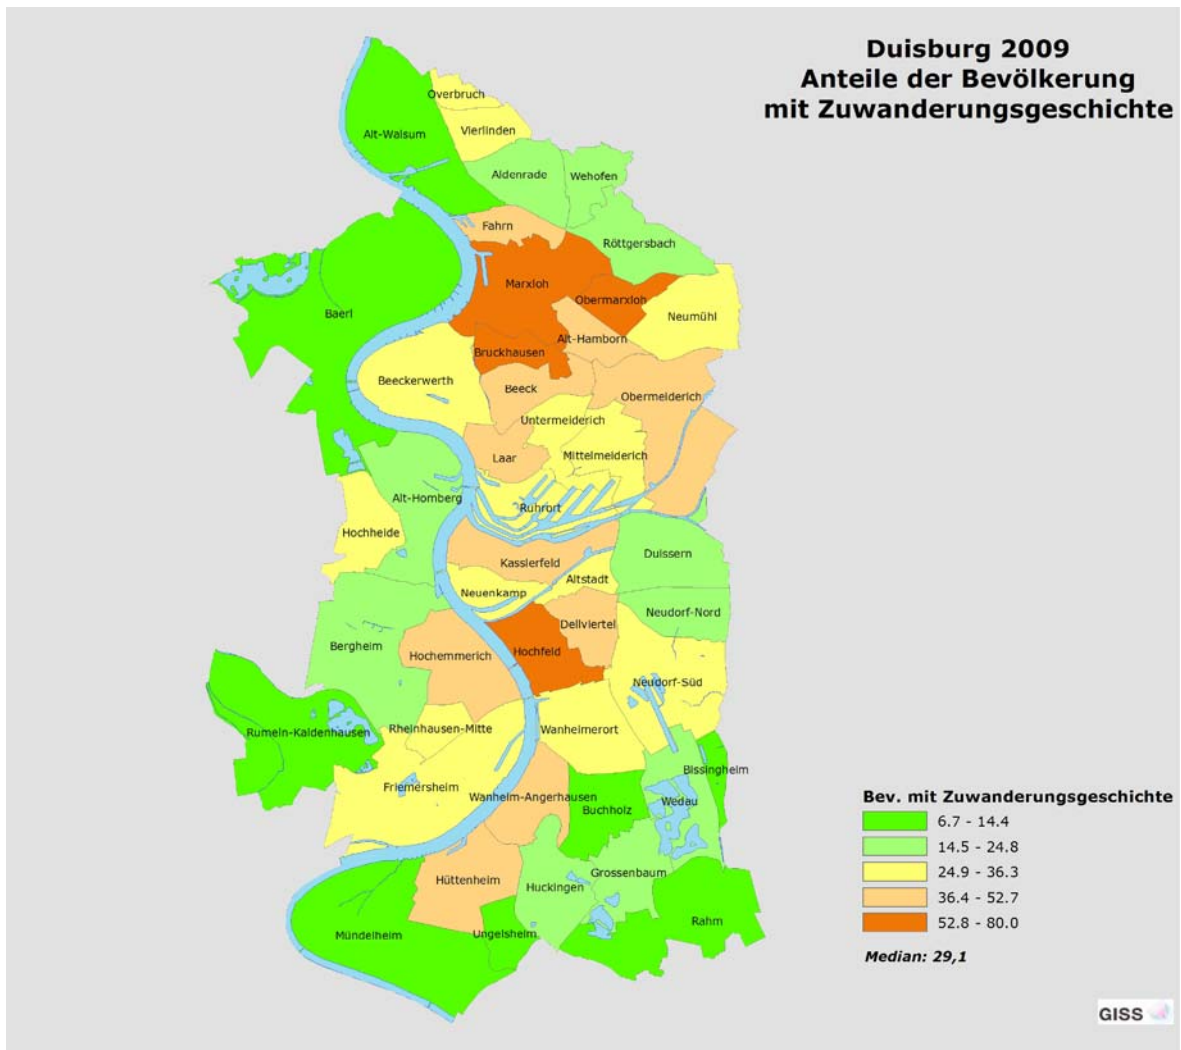 Duisburg 2009
Anteile der Bevölkerung
mit Zuwanderungsgeschichte
Overbruch
Vierlinden
Alt-Walsum
Aldenrade
Wehofen
Fahrn
Röttgersbach
Marxloh
Obermarxloh
Baerl
Neumühl
Alt-Hamborn
Bruckhausen
Beeckerwerth
Beeck
Obermeiderich
Untermeiderich
Laar
Mittelmeiderich
Alt-Homberg
Ruhrort
Hochheide
Duissern
Kasslerfeld
Altstadt
Neuenkamp
Neudorf-Nord
Dellviertel
Bergheim
Hochemmerich
Hochfeld
Neudorf-Süd
Rheinhausen-Mitte
Wanheimerort
Rumeln-Kaldenhausen
Bissingheim
Friemersheim
Wanheim-Angerhausen
Wedau
Buchholz
Grossenbaum
Hüttenheim
Huckingen
Rahm
Mündelheim
Ungelsheim
Bev. mit Zuwanderungsgeschichte
6.7 - 14.4
14.5 - 24.8
24.9 - 36.3
36.4 - 52.7
52.8 - 80.0
Median: 29,1
GISS